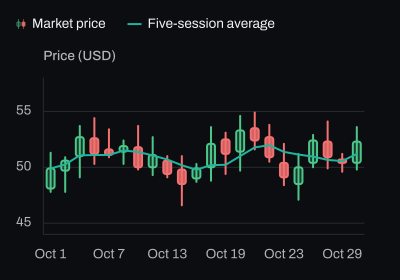 Market price
Five-session average
Price (USD)
55
50
45
Oct 1
Oct 7
Oct 13
Oct 19
Oct 23
Oct 29